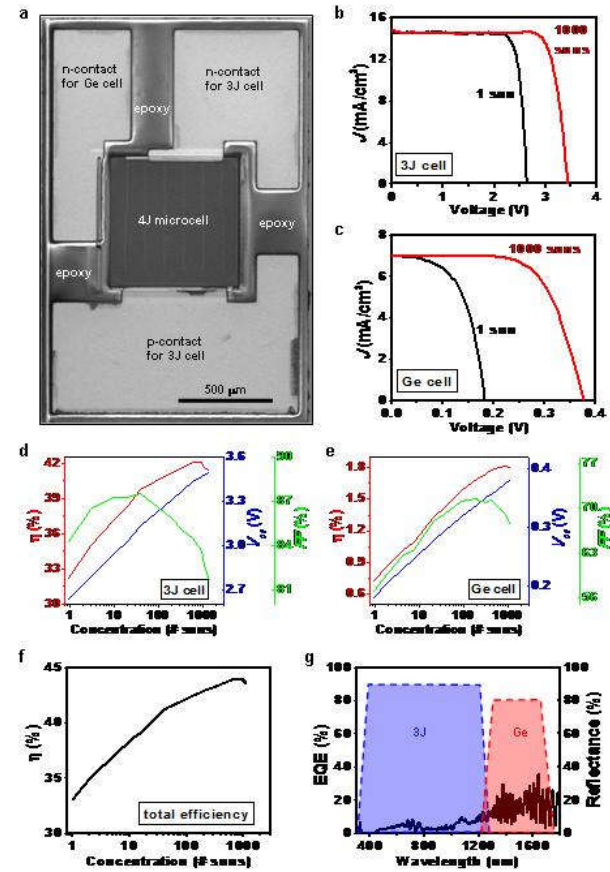 a
n-contact
for Ge cell
n-contact
for 3J cell
epoxy
4J microcell
epoxy
epoxy
p-contact
for 3J cell
500 μm
b
16
12
8
4
0
J (mA/cm²)
1000
suns
1 sun
3J cell
0 1 2 3 4
Voltage (V)
c
8
6
4
2
0
J (mA/cm²)
1000 suns
1 sun
Ge cell
0.0 0.1 0.2 0.3 0.4
Voltage (V)
d
42
39
36
33
30
η (%)
3J cell
1 10 100 1000
Concentration (# suns)
3.6
3.3
3.0
2.7
Voc (V)
90
87
84
81
FF (%)
e
1.8
1.5
1.2
0.9
0.6
η (%)
Ge cell
1 10 100 1000
Concentration (# suns)
0.4
0.3
0.2
Voc (V)
77
70
63
56
FF (%)
f
45
40
35
30
η (%)
total efficiency
1 10 100 1000
Concentration (# suns)
g
100
80
60
40
20
0
EQE (%)
3J
Ge
400 800 1200 1600
Wavelength (nm)
100
80
60
40
20
0
Reflectance (%)